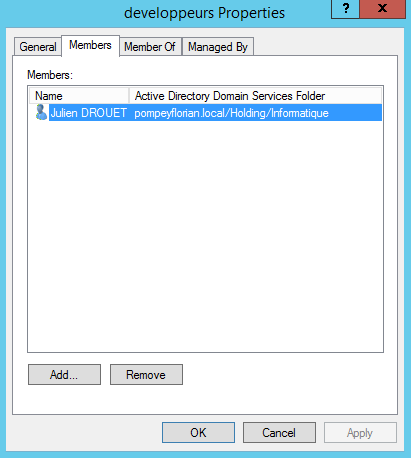 developpeurs Properties
? x
General Members Member Of Managed By
Members:
Name Active Directory Domain Services Folder
Julien DROUET pompeyflorian.local/Holding/Informatique
Add... Remove
OK Cancel Apply